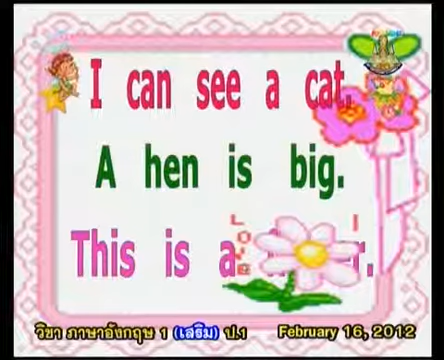 I can see a cat.
A hen is big.
This is a
LOVE
I
วิชา ภาษาอังกฤษ 1 (เสริม) ป.1
February 16, 2012